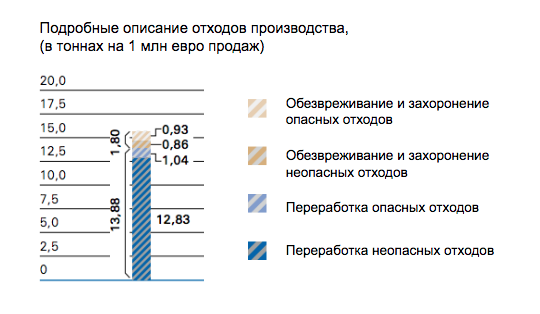 Подробные описание отходов производства,
(в тоннах на 1 млн евро продаж)
20,0
17,5
15,0
12,5
10,0
7,5
5,0
2,5
0
1,80
13,88
0,93
0,86
1,04
12,83
Обезвреживание и захоронение
опасных отходов
Обезвреживание и захоронение
неопасных отходов
Переработка опасных отходов
Переработка неопасных отходов